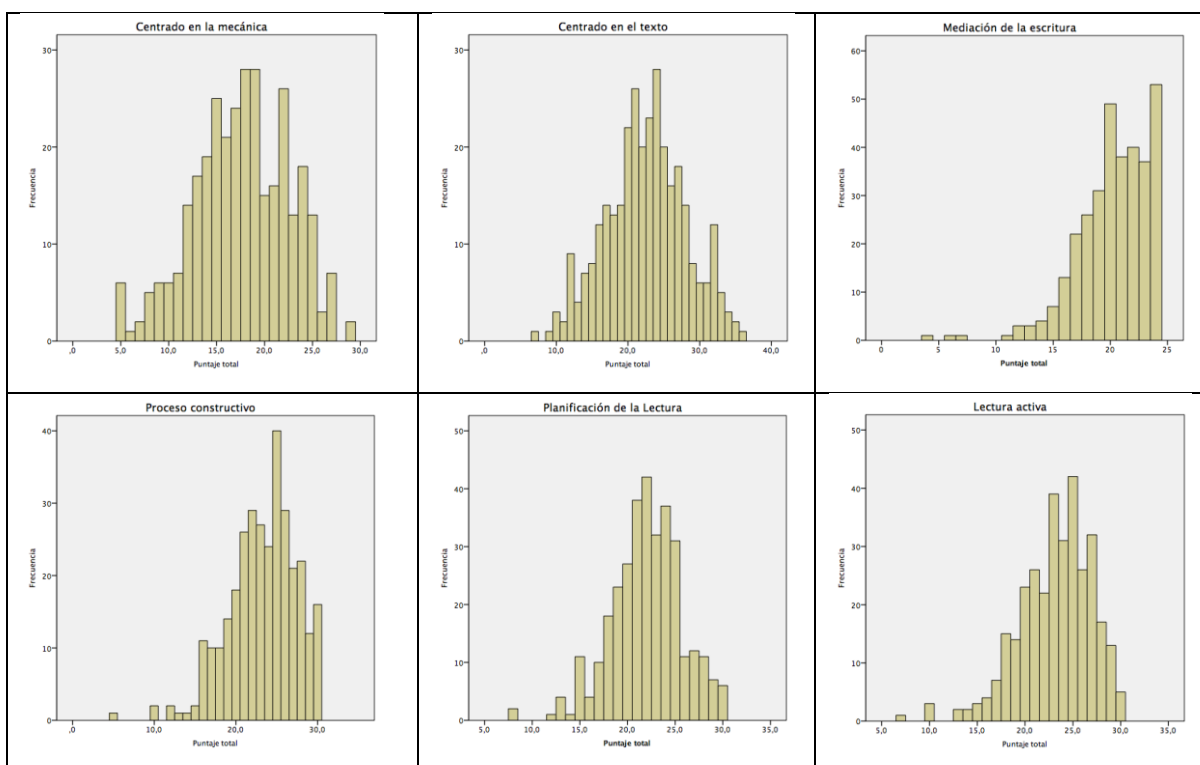 Centrado en la mecánica
30
20
10
0
Frecuencia
,0 5,0 10,0 15,0 20,0 25,0 30,0
Puntaje total
Centrado en el texto
30
20
10
0
Frecuencia
,0 10,0 20,0 30,0 40,0
Puntaje total
Mediación de la escritura
60
50
40
30
20
10
0
Frecuencia
0 5 10 15 20 25
Puntaje total
Proceso constructivo
40
30
20
10
0
Frecuencia
,0 10,0 20,0 30,0
Puntaje total
Planificación de la Lectura
50
40
30
20
10
0
Frecuencia
5,0 10,0 15,0 20,0 25,0 30,0 35,0
Puntaje total
Lectura activa
50
40
30
20
10
0
Frecuencia
5,0 10,0 15,0 20,0 25,0 30,0 35,0
Puntaje total